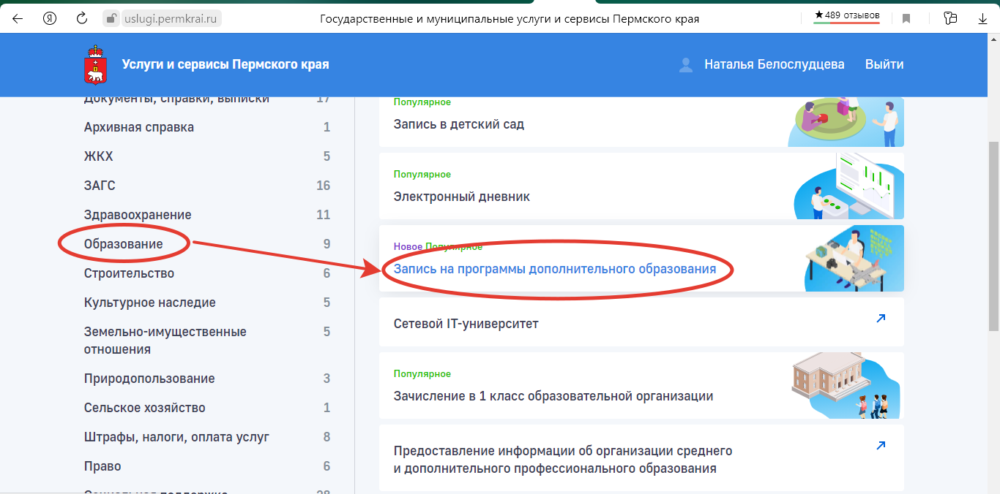 uslugi.permkrai.ru
Государственные и муниципальные услуги и сервисы Пермского края
★489 отзывов
Услуги и сервисы Пермского края
Наталья Белослудцева
Выйти
Документы, справки, выписки 17
Архивная справка 1
ЖКХ 5
ЗАГС 16
Здравоохранение 11
Образование 9
Строительство 6
Культурное наследие 5
Земельно-имущественные 5
отношения
Природопользование 3
Сельское хозяйство 1
Штрафы, налоги, оплата услуг 8
Право 6
Социальная поддержка 28
Популярное
Запись в детский сад
Популярное
Электронный дневник
Новое Популярное
Запись на программы дополнительного образования
Сетевой IT-университет
Популярное
Зачисление в 1 класс образовательной организации
Предоставление информации об организации среднего
и дополнительного профессионального образования